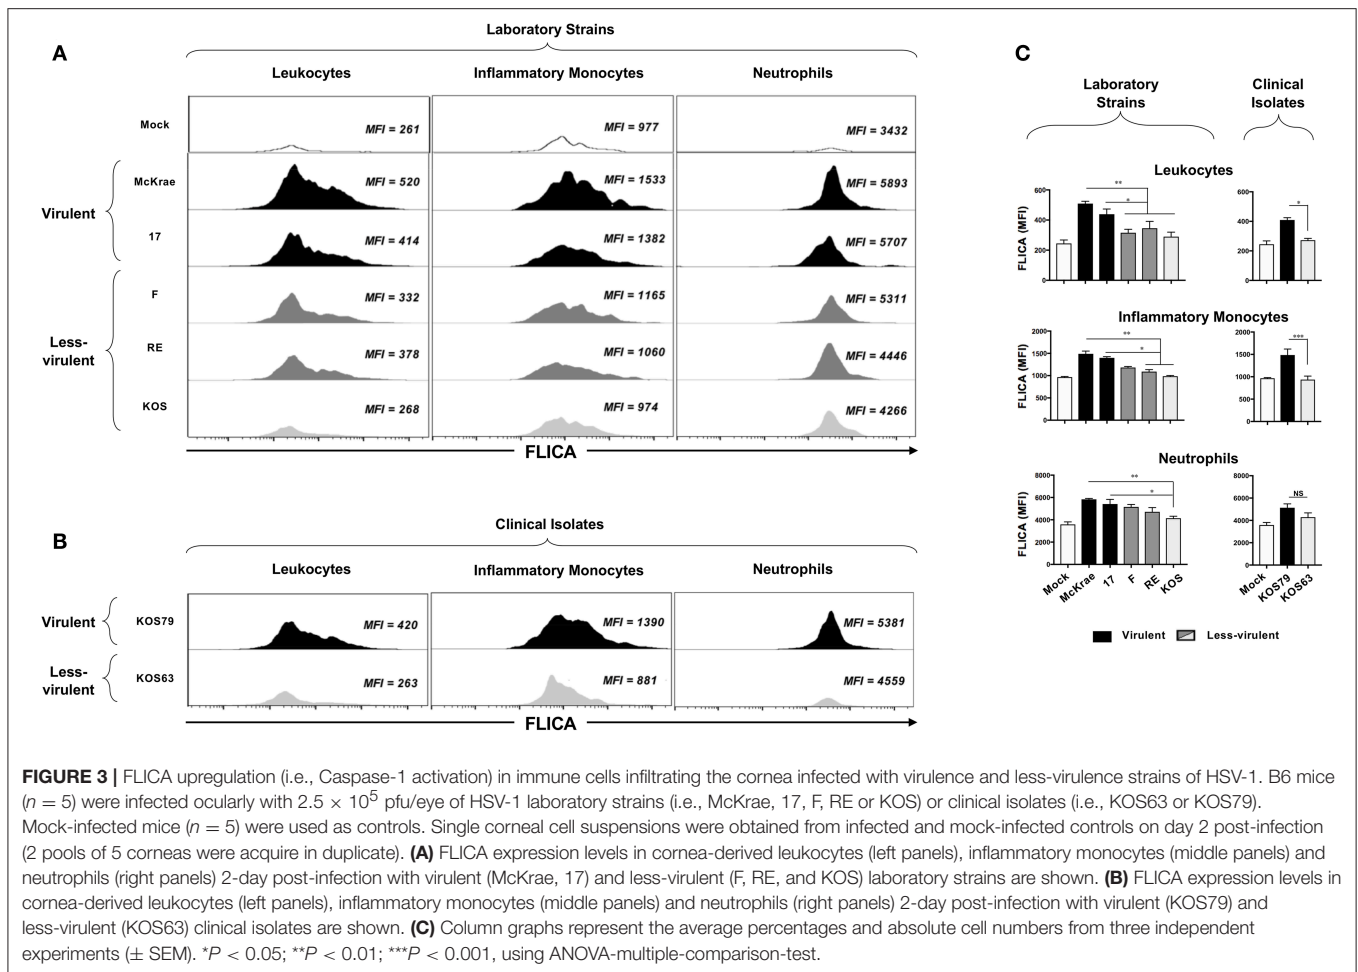 A
Laboratory Strains
Leukocytes
Inflammatory Monocytes
Neutrophils
Mock
MFI = 261
MFI = 977
MFI = 3432
Virulent
McKrae
MFI = 520
MFI = 1533
MFI = 5893
17
MFI = 414
MFI = 1382
MFI = 5707
Less-
virulent
F
MFI = 332
MFI = 1165
MFI = 5311
RE
MFI = 378
MFI = 1060
MFI = 4446
KOS
MFI = 268
MFI = 974
MFI = 4266
FLICA
B
Clinical Isolates
Leukocytes
Inflammatory Monocytes
Neutrophils
Virulent
KOS79
MFI = 420
MFI = 1390
MFI = 5381
Less-
virulent
KOS63
MFI = 263
MFI = 881
MFI = 4559
FLICA
C
Laboratory
Strains
Clinical
Isolates
Leukocytes
FLICA (MFI)
600
400
200
0
**
*
600
400
200
0
*
Inflammatory Monocytes
FLICA (MFI)
2000
1500
1000
500
0
**
*
2000
1500
1000
500
0
***
Neutrophils
FLICA (MFI)
8000
6000
4000
2000
0
**
*
Mock
McKrae
17
F
RE
KOS
8000
6000
4000
2000
0
NS
Mock
KOS79
KOS63
Virulent
Less-virulent
FIGURE 3 | FLICA upregulation (i.e., Caspase-1 activation) in immune cells infiltrating the cornea infected with virulence and less-virulence strains of HSV-1. B6 mice
(n = 5) were infected ocularly with 2.5 × 10⁵ pfu/eye of HSV-1 laboratory strains (i.e., McKrae, 17, F, RE or KOS) or clinical isolates (i.e., KOS63 or KOS79).
Mock-infected mice (n = 5) were used as controls. Single corneal cell suspensions were obtained from infected and mock-infected controls on day 2 post-infection
(2 pools of 5 corneas were acquire in duplicate). (A) FLICA expression levels in cornea-derived leukocytes (left panels), inflammatory monocytes (middle panels) and
neutrophils (right panels) 2-day post-infection with virulent (McKrae, 17) and less-virulent (F, RE, and KOS) laboratory strains are shown. (B) FLICA expression levels in
cornea-derived leukocytes (left panels), inflammatory monocytes (middle panels) and neutrophils (right panels) 2-day post-infection with virulent (KOS79) and
less-virulent (KOS63) clinical isolates are shown. (C) Column graphs represent the average percentages and absolute cell numbers from three independent
experiments (± SEM). *P < 0.05; **P < 0.01; ***P < 0.001, using ANOVA-multiple-comparison-test.